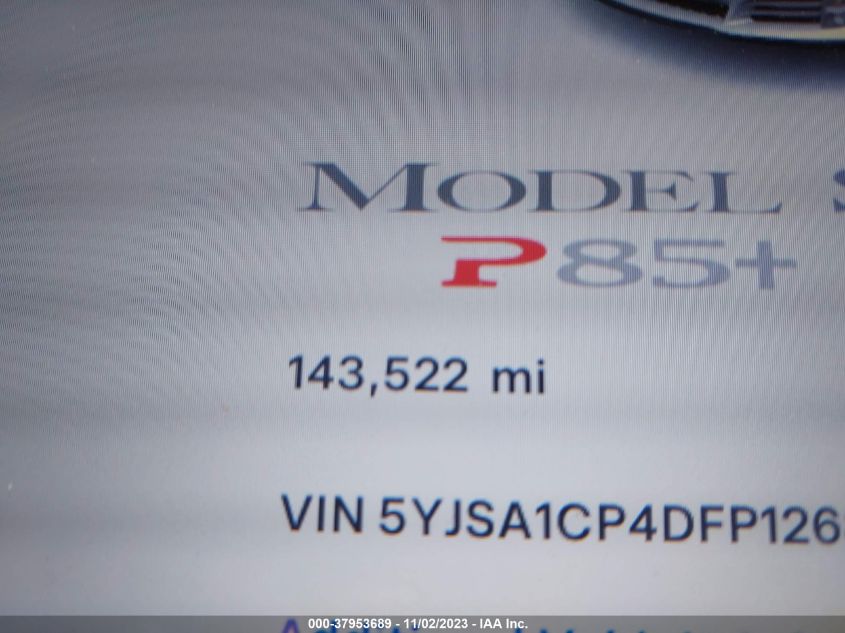 MODEL S
P85+
143,522 mi
VIN 5YJSA1CP4DFP126
000-37953689 - 11/02/2023 - IAA Inc.